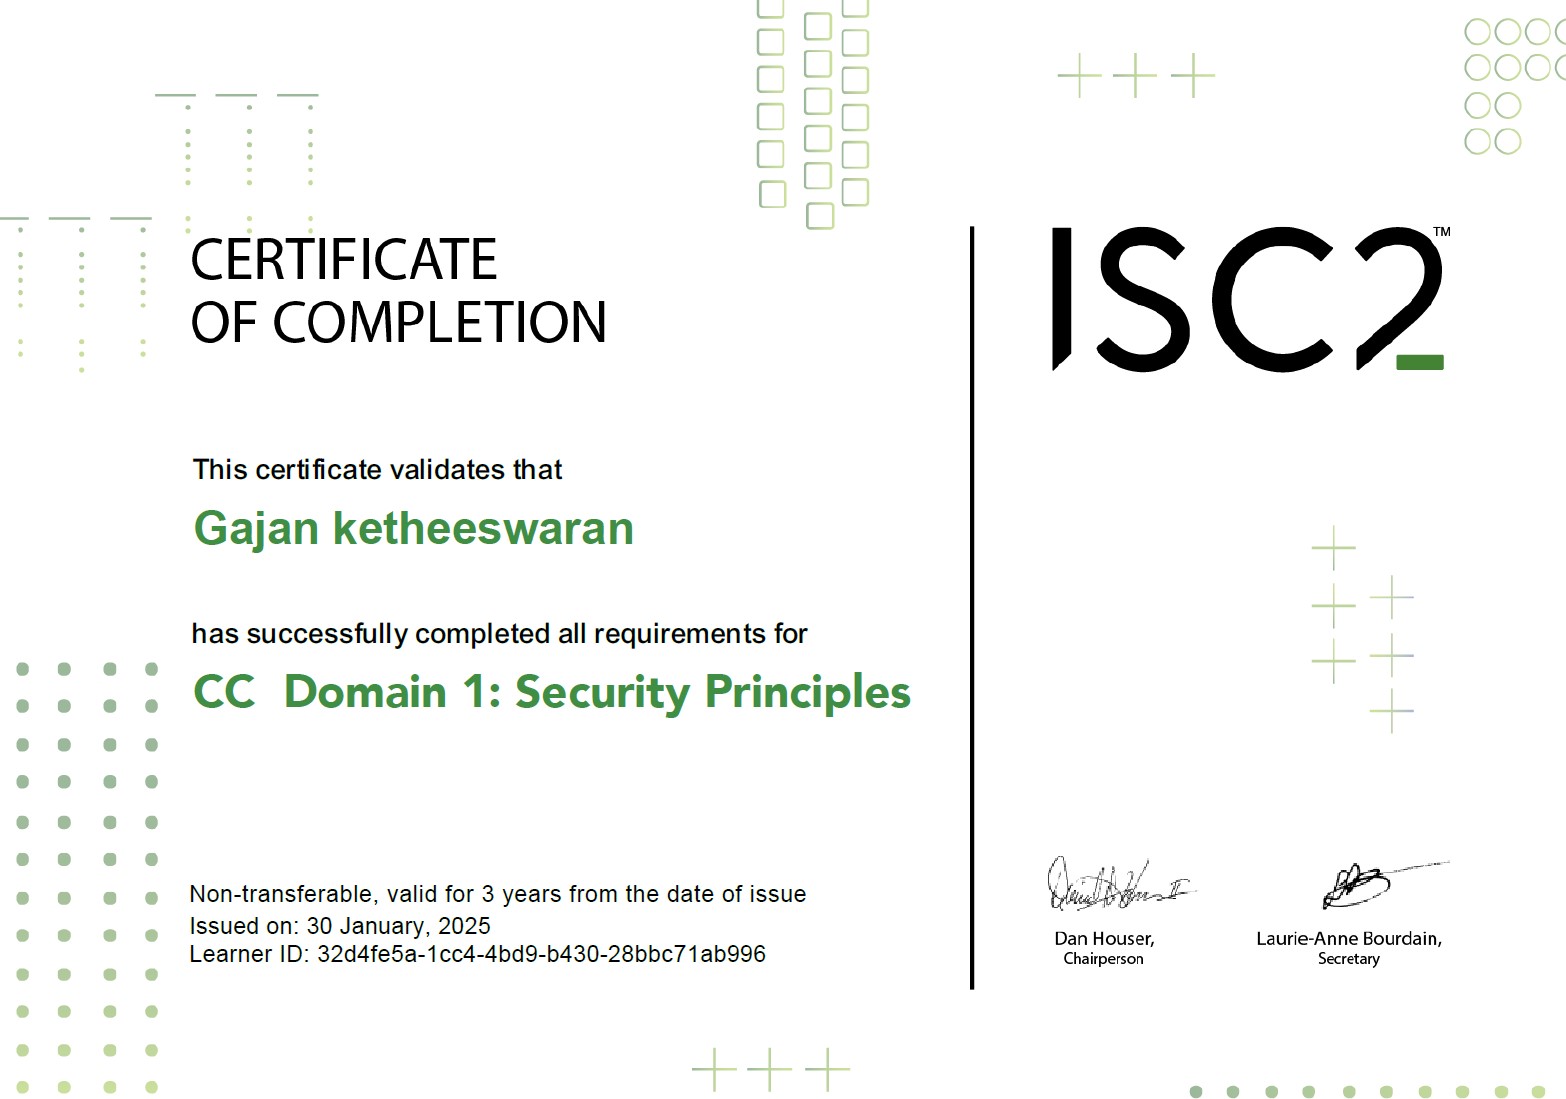 CERTIFICATE
OF COMPLETION
This certificate validates that
Gajan ketheeswaran
has successfully completed all requirements for
CC  Domain 1: Security Principles
Non-transferable, valid for 3 years from the date of issue
Issued on: 30 January, 2025
Learner ID: 32d4fe5a-1cc4-4bd9-b430-28bbc71ab996
ISC2™
Dan Houser,
Chairperson
Laurie-Anne Bourdain,
Secretary